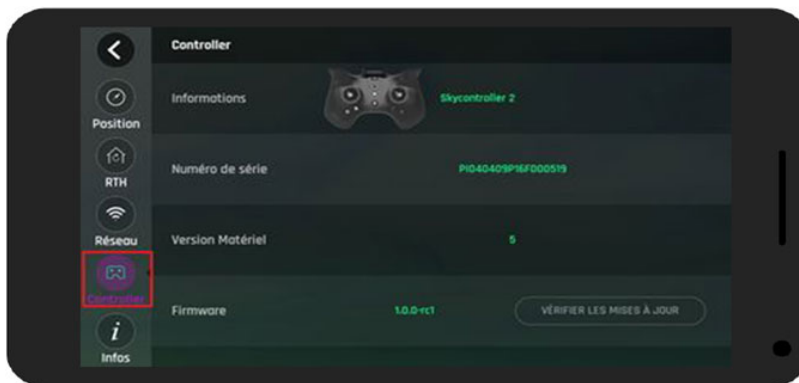 Controller
Position
Informations
Skycontroller 2
RTH
Numéro de série
PI040409P16F000519
Réseau
Version Matériel
5
Controller
Firmware
1.0.0-rc1
VÉRIFIER LES MISES À JOUR
i
Infos